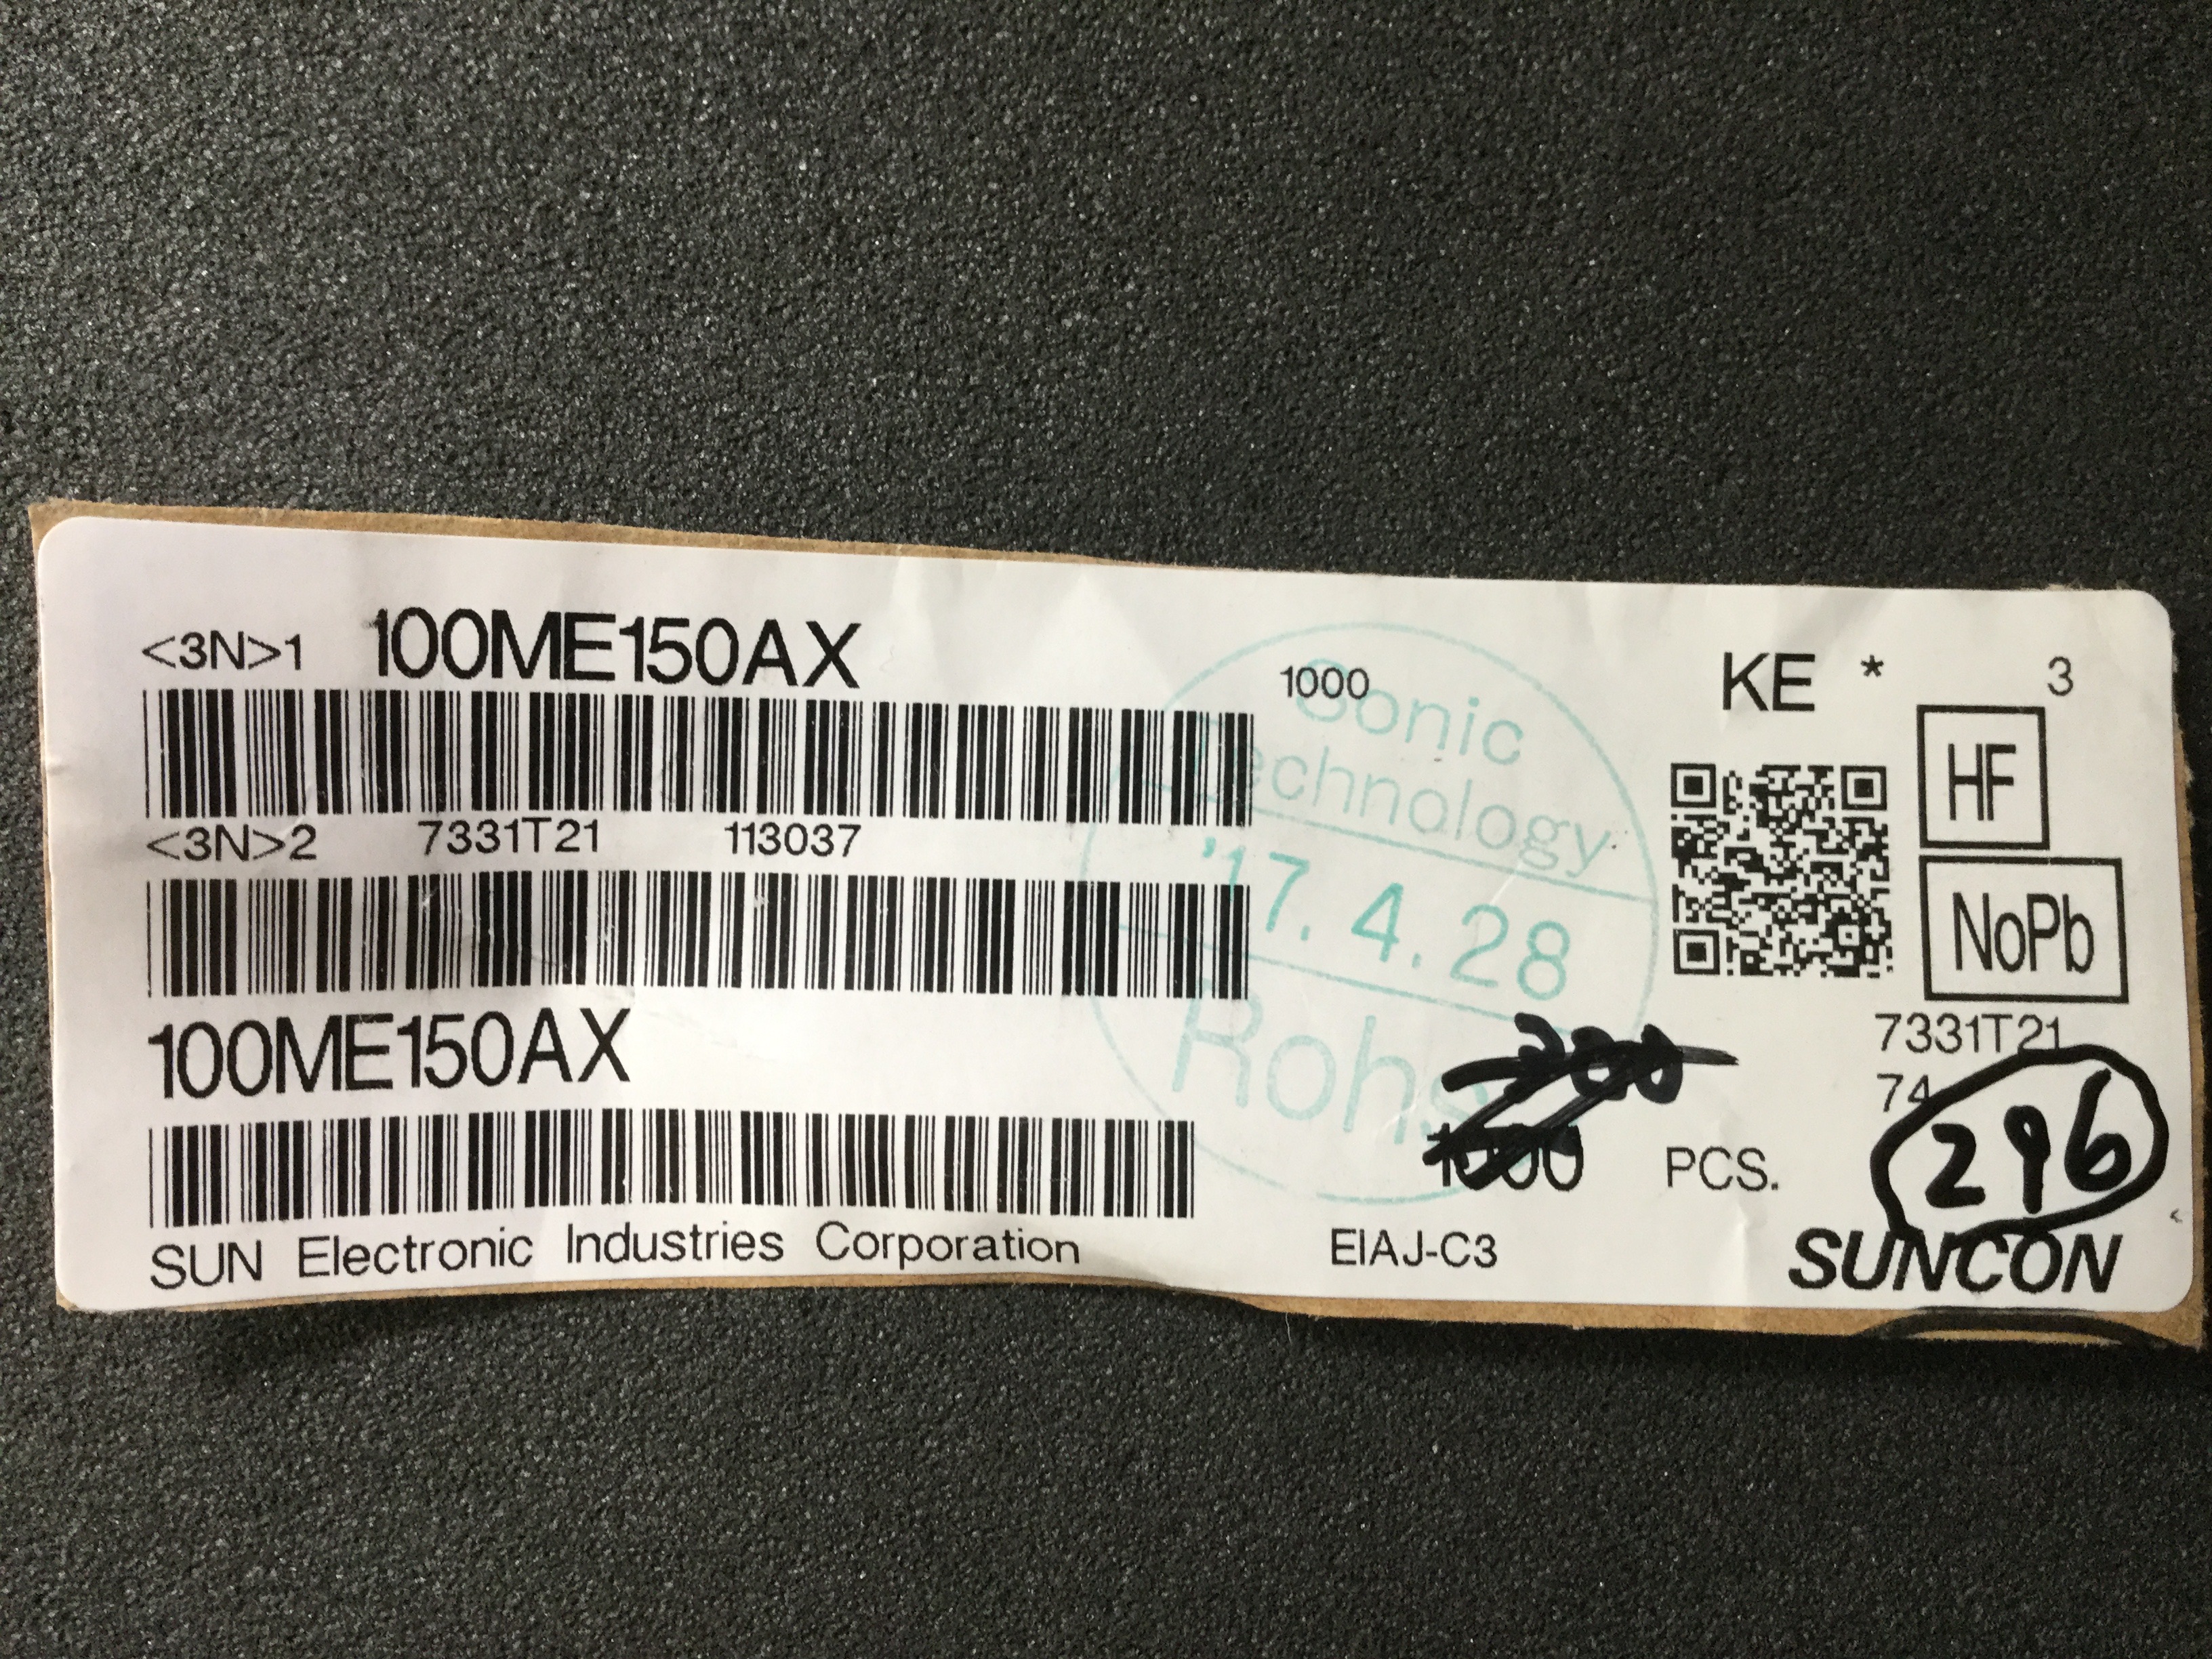 <3N>1 100ME150AX 1000 KE * 3
Sonic
Technology
HF
<3N>2 7331T21 113037
'17.4.28
NoPb
Rohs
100ME150AX
7331T21
74
296
1000 PCS.
SUN Electronic Industries Corporation EIAJ-C3 SUNCON